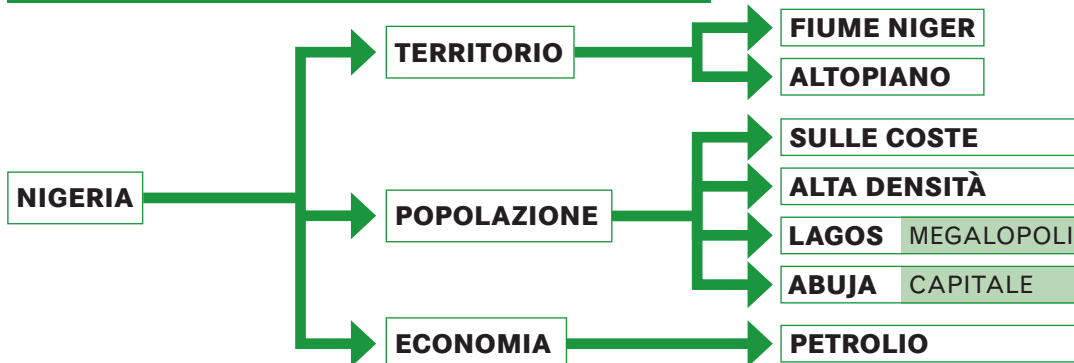 NIGERIA
TERRITORIO
FIUME NIGER
ALTOPIANO
POPOLAZIONE
SULLE COSTE
ALTA DENSITÀ
LAGOS MEGALOPOLI
ABUJA CAPITALE
ECONOMIA
PETROLIO